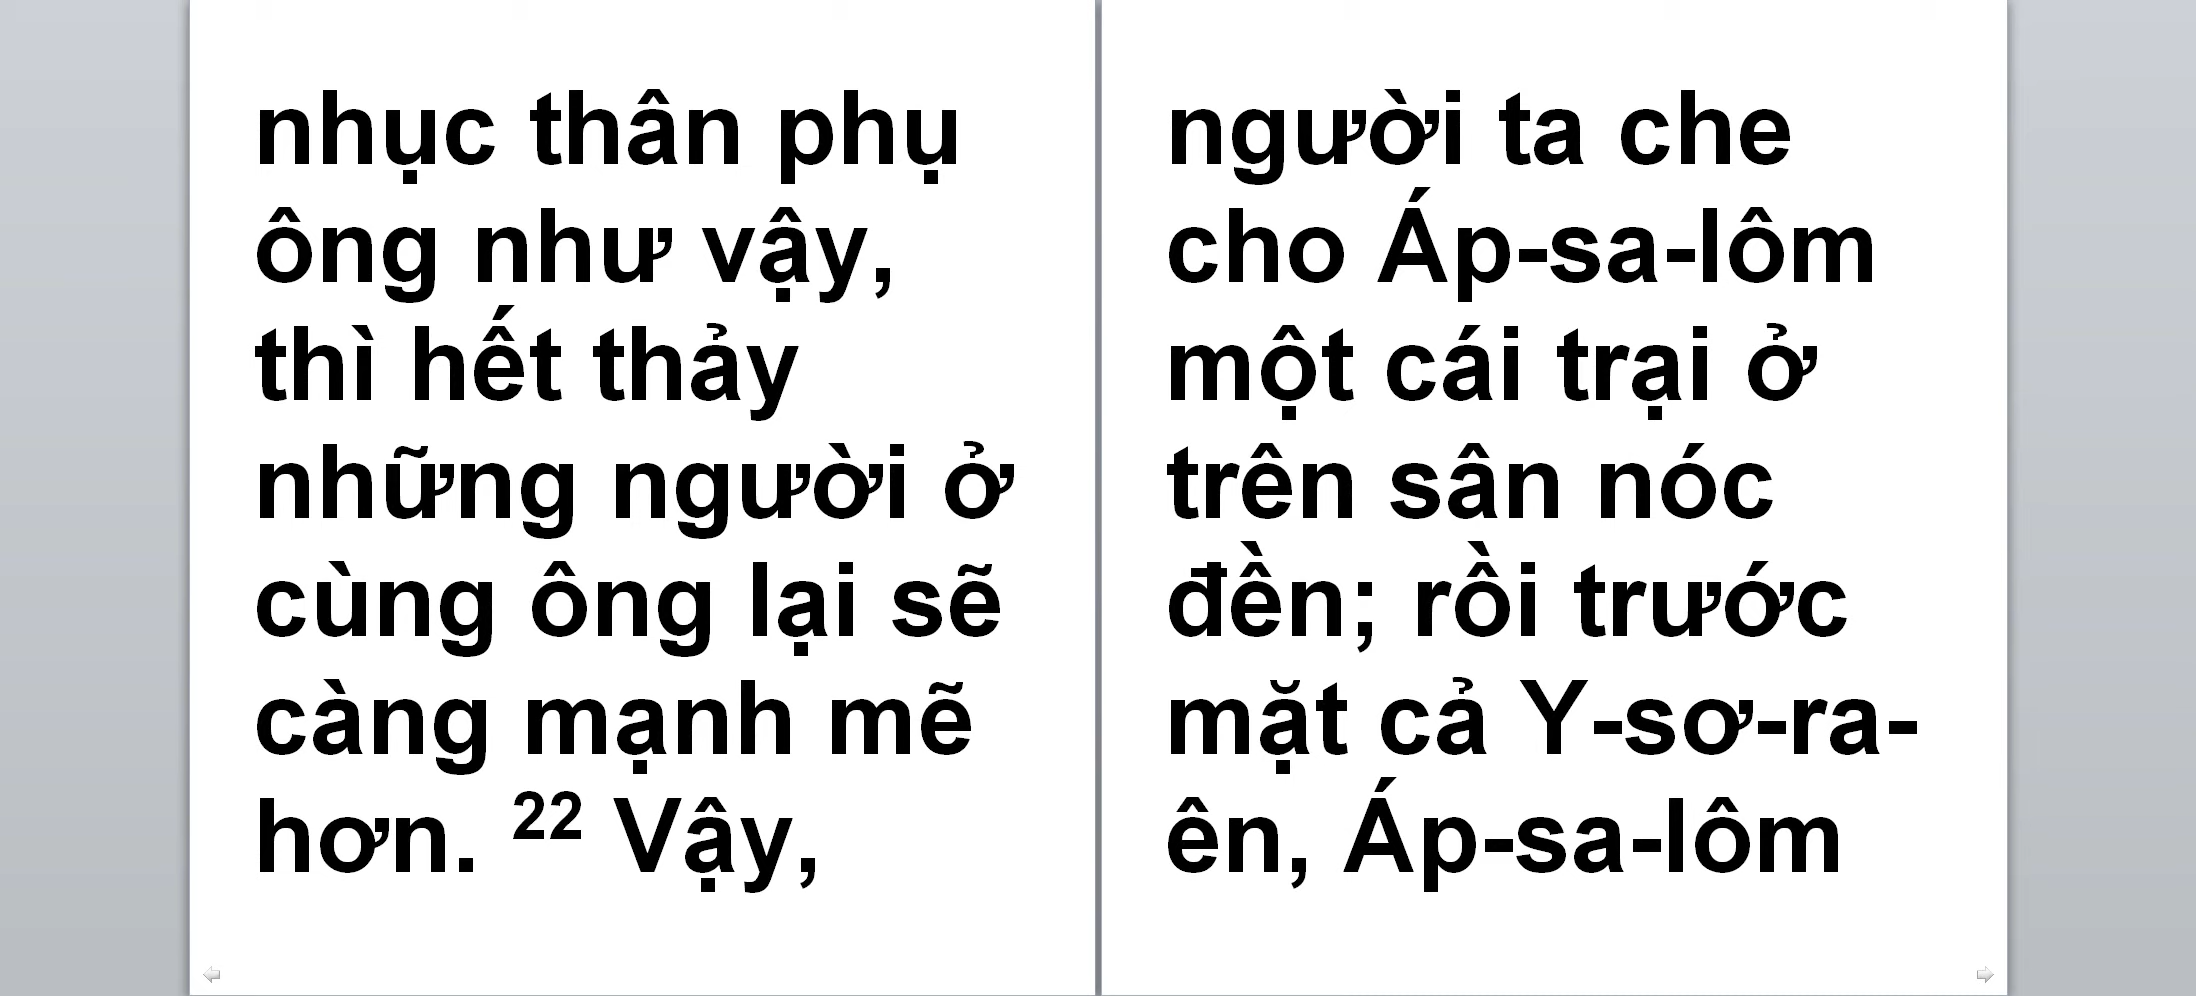 nhục thân phụ
ông như vậy,
thì hết thảy
những người ở
cùng ông lại sẽ
càng mạnh mẽ
hơn. 22 Vậy,
người ta che
cho Áp-sa-lôm
một cái trại ở
trên sân nóc
đền; rồi trước
mặt cả Y-sơ-ra-
ên, Áp-sa-lôm